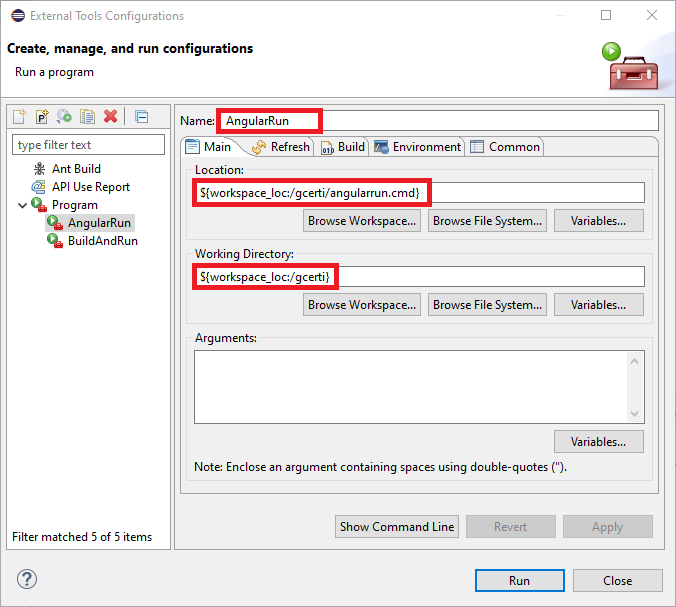 External Tools Configurations
Create, manage, and run configurations
Run a program
type filter text
Ant Build
API Use Report
Program
AngularRun
BuildAndRun
Filter matched 5 of 5 items
Name: AngularRun
Main Refresh Build Environment Common
Location:
${workspace_loc:/gcerti/angularrun.cmd}
Browse Workspace... Browse File System... Variables...
Working Directory:
${workspace_loc:/gcerti}
Browse Workspace... Browse File System... Variables...
Arguments:
Variables...
Note: Enclose an argument containing spaces using double-quotes (").
Show Command Line Revert Apply
Run Close